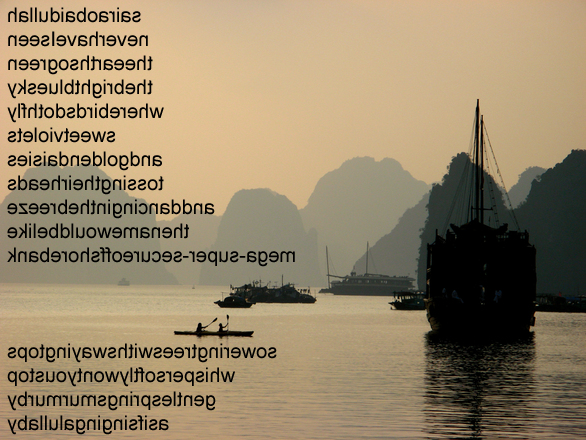 sairaobaidullah
neverhaveIseen
theearthsogreen
thebrightbluesky
wherebirdsdothfly
sweetviolets
andgoldendaisies
tossingtheirheads
anddancinginthebreeze
thenamewouldbelike
mega-super-secureoffshorebank
soweringtreeswithswayingtops
whispersoftlywontyoustop
gentlespringsmurmurby
asifsingingalullaby